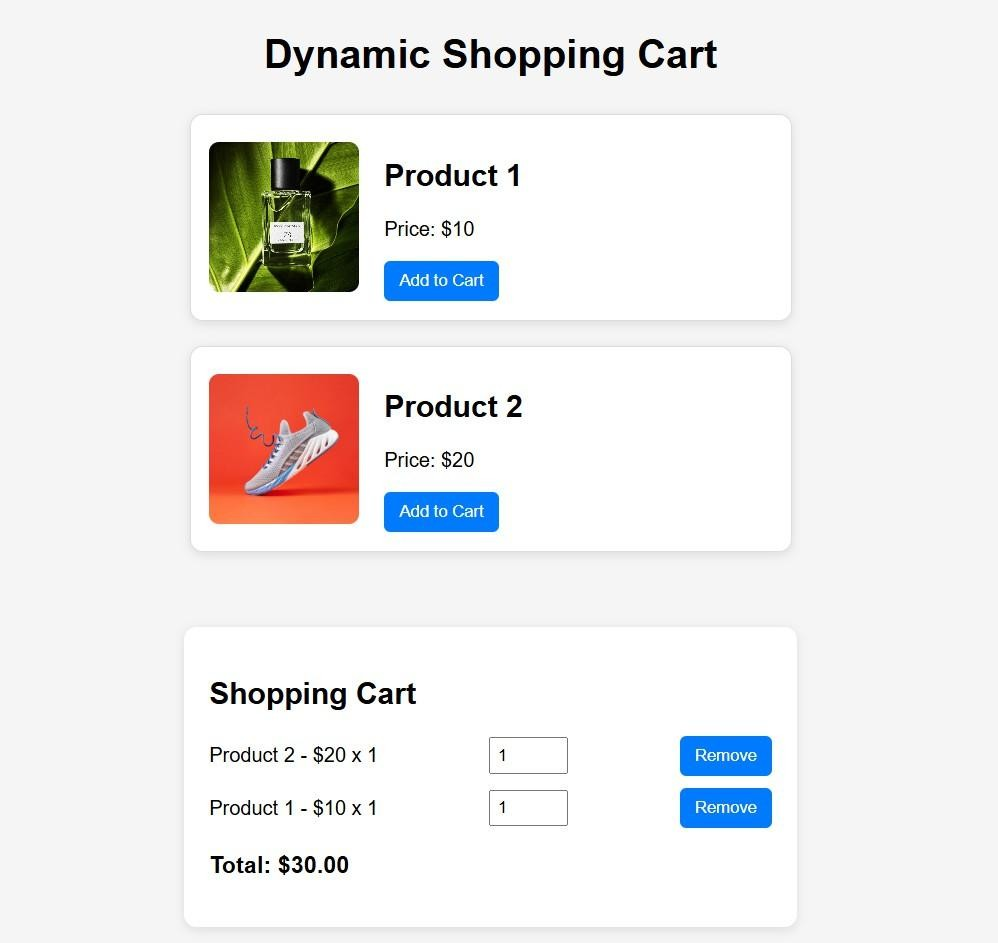 Dynamic Shopping Cart
Product 1
Price: $10
Add to Cart
Product 2
Price: $20
Add to Cart
Shopping Cart
Product 2 - $20 x 1
1
Remove
Product 1 - $10 x 1
1
Remove
Total: $30.00